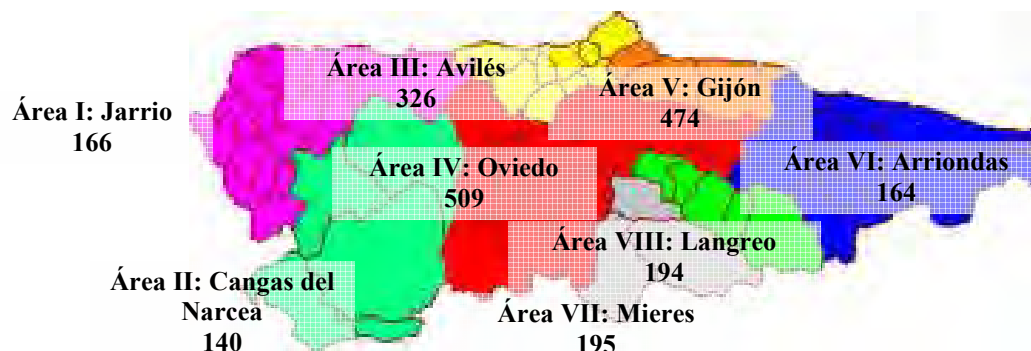 Área III: Avilés
326
Área V: Gijón
474
Área I: Jarrio
166
Área IV: Oviedo
509
Área VI: Arriondas
164
Área VIII: Langreo
194
Área II: Cangas del
Narcea
140
Área VII: Mieres
195